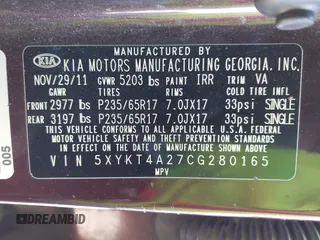 MANUFACTURED BY
KIA KIA MOTORS MANUFACTURING GEORGIA, INC.
NOV/29/11 GVWR 5203 lbs PAINT IRR TRIM VA
GAWR TIRES RIMS COLD TIRE INFL
FRONT 2977 lbs P235/65R17 7.0JX17 33psi SINGLE
REAR 3197 lbs P235/65R17 7.0JX17 33psi SINGLE
THIS VEHICLE CONFORMS TO ALL APPLICABLE
U.S. FEDERAL MOTOR VEHICLE SAFETY STANDARDS
IN EFFECT ON THE DATE OF MANUFACTURE SHOWN ABOVE.
VIN 5XYKT4A27CG280165
MPV
005
DREAMBID